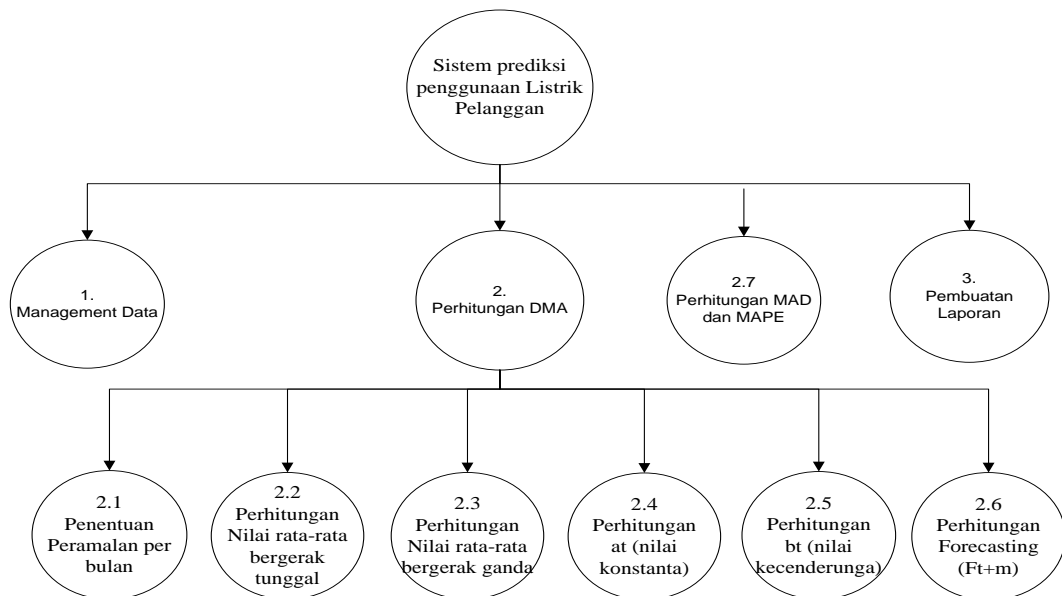 Sistem prediksi
penggunaan Listrik
Pelanggan
1.
Management Data
2.
Perhitungan DMA
2.7
Perhitungan MAD
dan MAPE
3.
Pembuatan
Laporan
2.1
Penentuan
Peramalan per
bulan
2.2
Perhitungan
Nilai rata-rata
bergerak
tunggal
2.3
Perhitungan
Nilai rata-rata
bergerak ganda
2.4
Perhitungan
at (nilai
konstanta)
2.5
Perhitungan
bt (nilai
kecenderunga)
2.6
Perhitungan
Forecasting
(Ft+m)